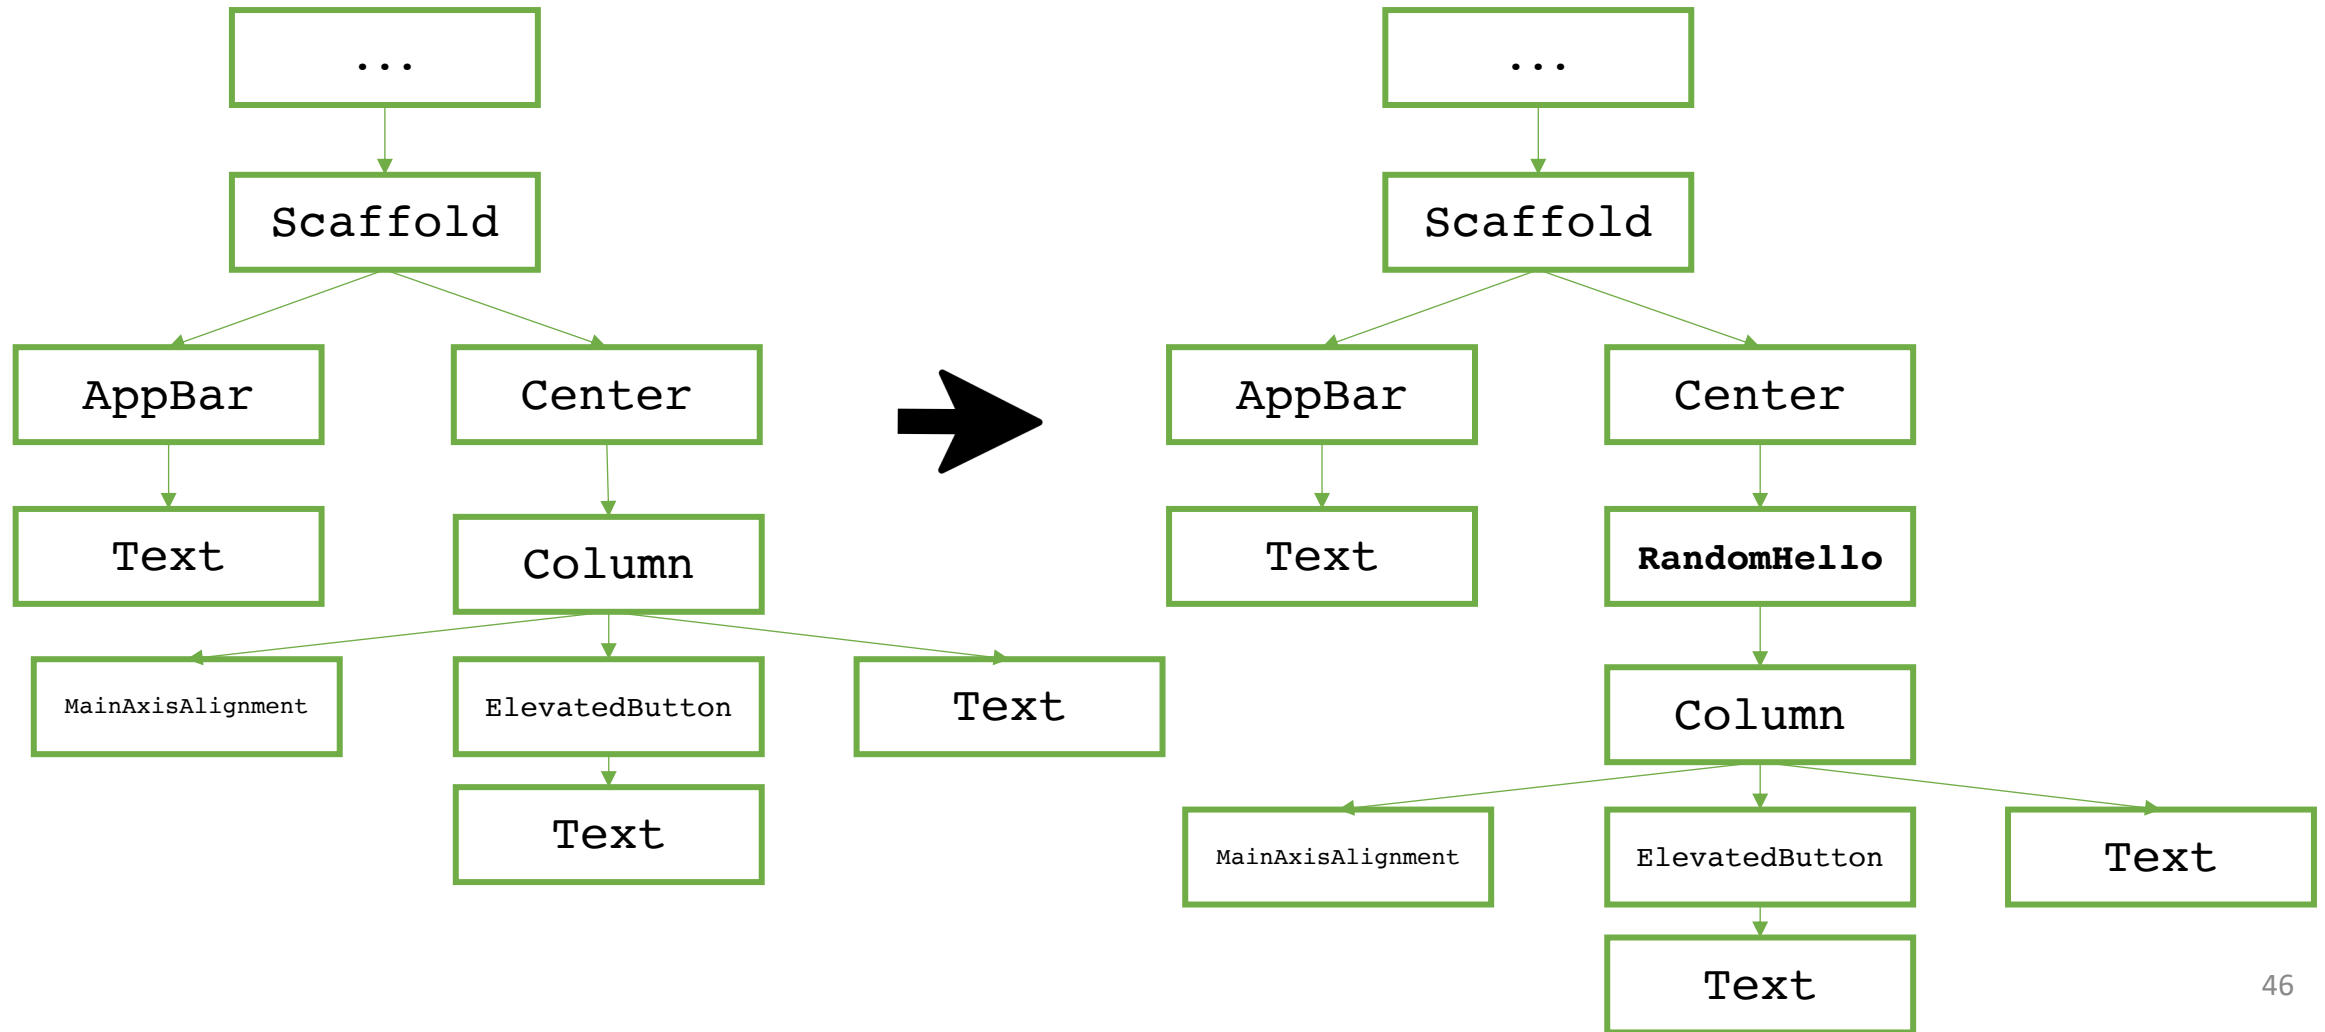 ...
Scaffold
AppBar
Center
Text
Column
MainAxisAlignment
ElevatedButton
Text
Text
...
Scaffold
AppBar
Center
Text
RandomHello
Column
MainAxisAlignment
ElevatedButton
Text
Text
46